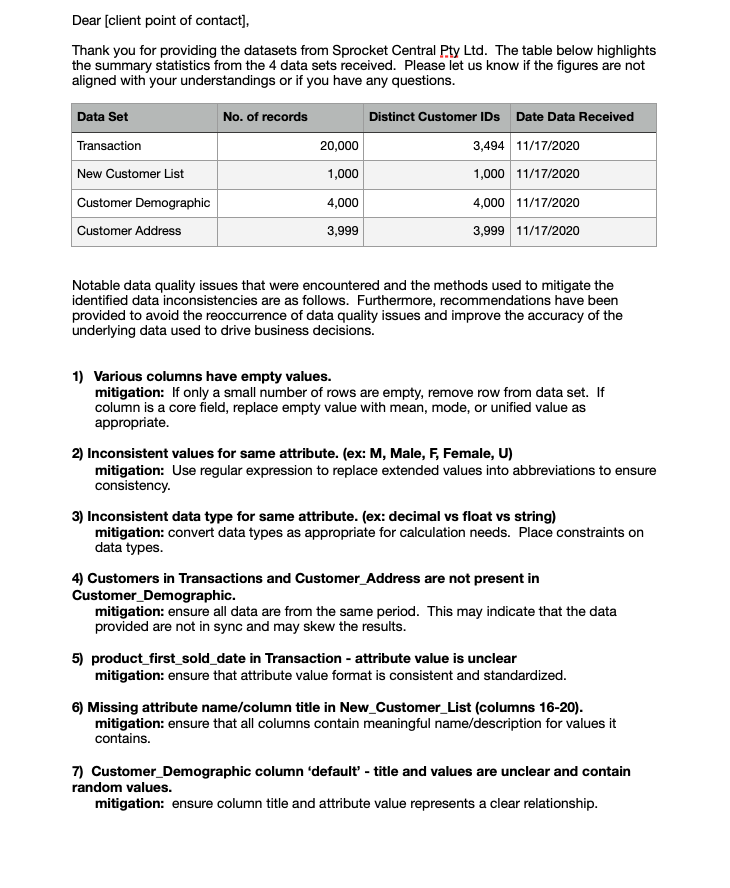 Dear [client point of contact],
Thank you for providing the datasets from Sprocket Central Pty Ltd.  The table below highlights
the summary statistics from the 4 data sets received.  Please let us know if the figures are not
aligned with your understandings or if you have any questions.
Data Set No. of records Distinct Customer IDs Date Data Received
Transaction 20,000 3,494 11/17/2020
New Customer List 1,000 1,000 11/17/2020
Customer Demographic 4,000 4,000 11/17/2020
Customer Address 3,999 3,999 11/17/2020
Notable data quality issues that were encountered and the methods used to mitigate the
identified data inconsistencies are as follows.  Furthermore, recommendations have been
provided to avoid the reoccurrence of data quality issues and improve the accuracy of the
underlying data used to drive business decisions.
1)  Various columns have empty values.
mitigation:  If only a small number of rows are empty, remove row from data set.  If
column is a core field, replace empty value with mean, mode, or unified value as
appropriate.
2) Inconsistent values for same attribute. (ex: M, Male, F, Female, U)
mitigation:  Use regular expression to replace extended values into abbreviations to ensure
consistency.
3) Inconsistent data type for same attribute. (ex: decimal vs float vs string)
mitigation: convert data types as appropriate for calculation needs.  Place constraints on
data types.
4) Customers in Transactions and Customer_Address are not present in
Customer_Demographic.
mitigation: ensure all data are from the same period.  This may indicate that the data
provided are not in sync and may skew the results.
5)  product_first_sold_date in Transaction - attribute value is unclear
mitigation: ensure that attribute value format is consistent and standardized.
6) Missing attribute name/column title in New_Customer_List (columns 16-20).
mitigation: ensure that all columns contain meaningful name/description for values it
contains.
7)  Customer_Demographic column ‘default’ - title and values are unclear and contain
random values.
mitigation:  ensure column title and attribute value represents a clear relationship.